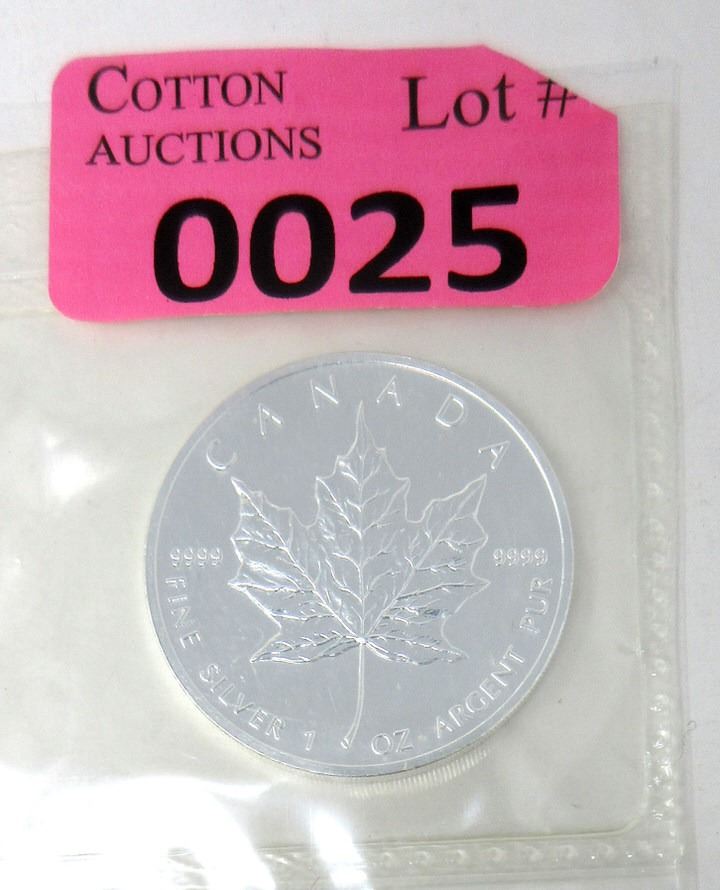 COTTON
AUCTIONS
Lot #
0025
CANADA
9999
9999
FINE SILVER 1 OZ ARGENT PUR